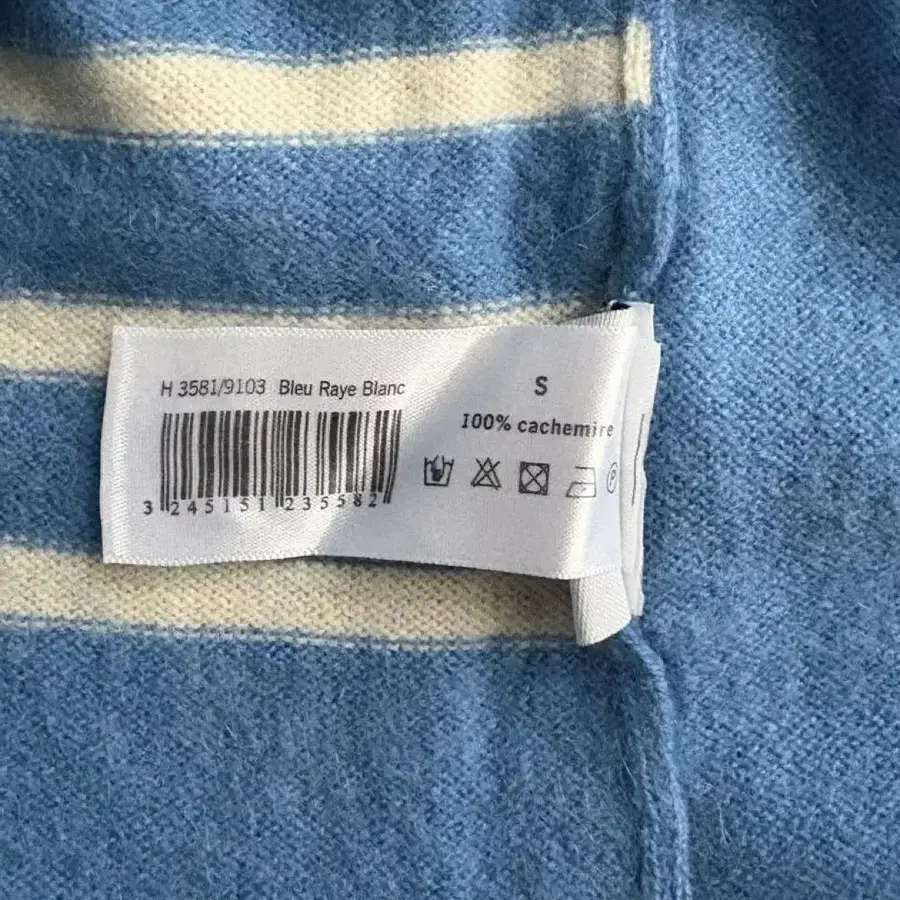 H 3581/9103 Bleu Raye Blanc
3 245151 235582
S
100% cachemire
P